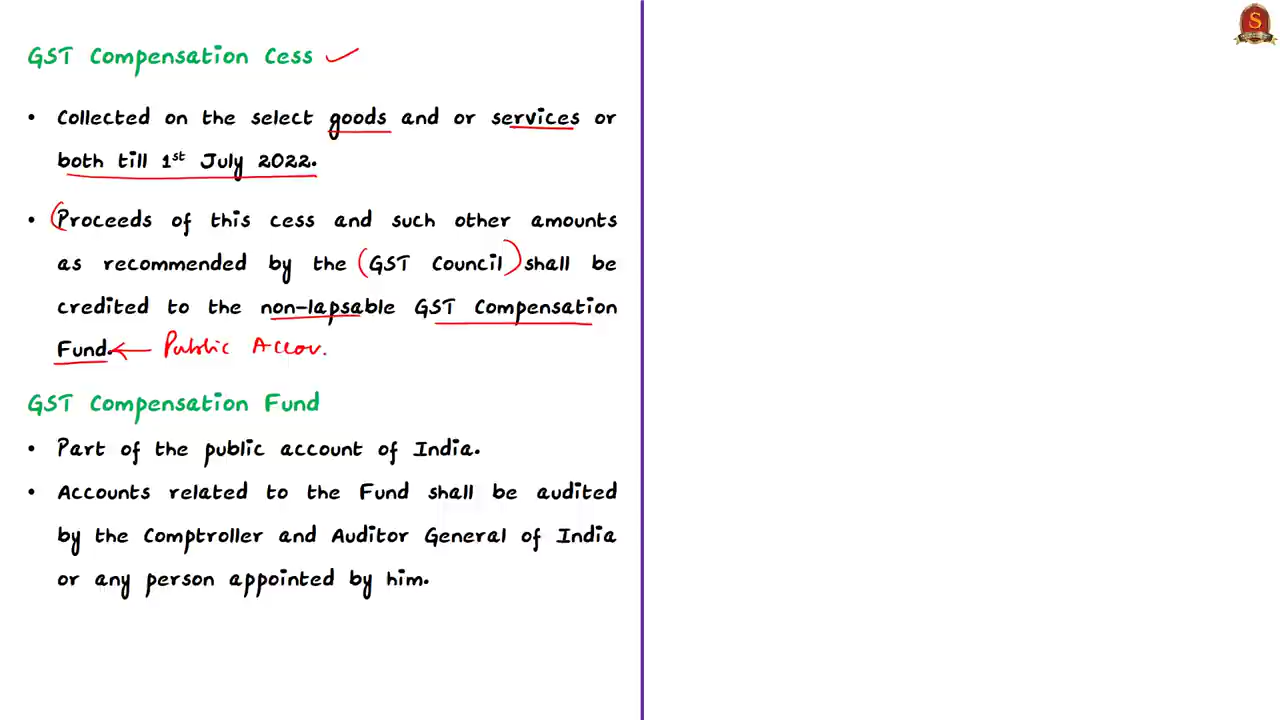 GST Compensation Cess
• Collected on the select goods and or services or
both till 1st July 2022.
• Proceeds of this cess and such other amounts
as recommended by the (GST Council) shall be
credited to the non-lapsable GST Compensation
Fund. ← Public Accou.
GST Compensation Fund
• Part of the public account of India.
• Accounts related to the Fund shall be audited
by the Comptroller and Auditor General of India
or any person appointed by him.
S